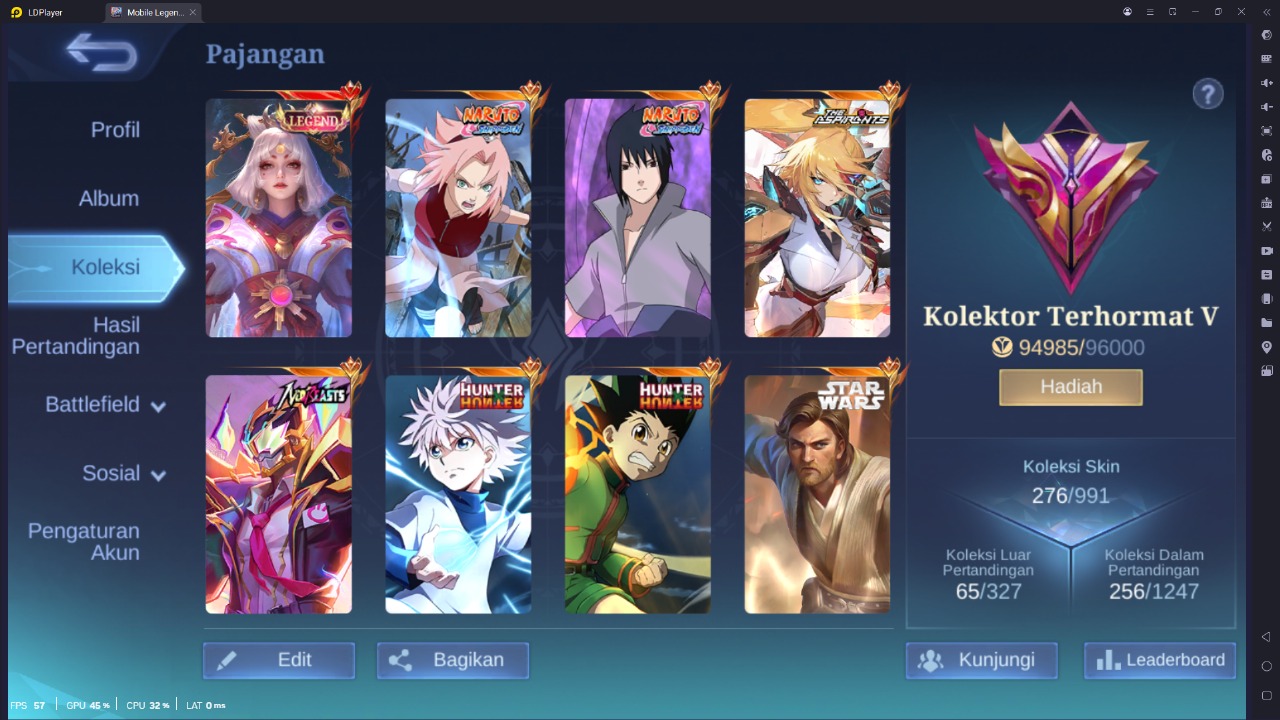 LDPlayer
Mobile Legen...
Pajangan
Profil
Album
Koleksi
Hasil
Pertandingan
Battlefield
Sosial
Pengaturan
Akun
LEGEND
NARUTO
SHIPPUDEN
NARUTO
SHIPPUDEN
THE
ASPIRANTS
NEOBEASTS
HUNTER
HUNTER
HUNTER
HUNTER
STAR
WARS
?
Kolektor Terhormat V
94985/96000
Hadiah
Koleksi Skin
276/991
Koleksi Luar
Pertandingan
65/327
Koleksi Dalam
Pertandingan
256/1247
Edit
Bagikan
Kunjungi
Leaderboard
FPS 57 GPU 45 % CPU 32 % LAT 0 ms